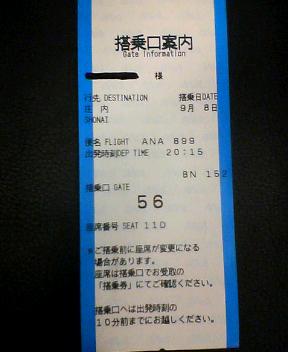 搭乗口案内
Gate Information
様
行先 DESTINATION 搭乗日DATE
庄 内 9月 8日
SHONAI
便名 FLIGHT ANA 899
出発時刻DEP TIME 20:15
BN 152
搭乗口 GATE
56
座席番号 SEAT 11D
*ご搭乗前に座席が変更になる
場合があります。
座席は搭乗口でお受取の
「搭乗券」にてご確認ください。
搭乗口へは出発時刻の
10分前までにお越しください。